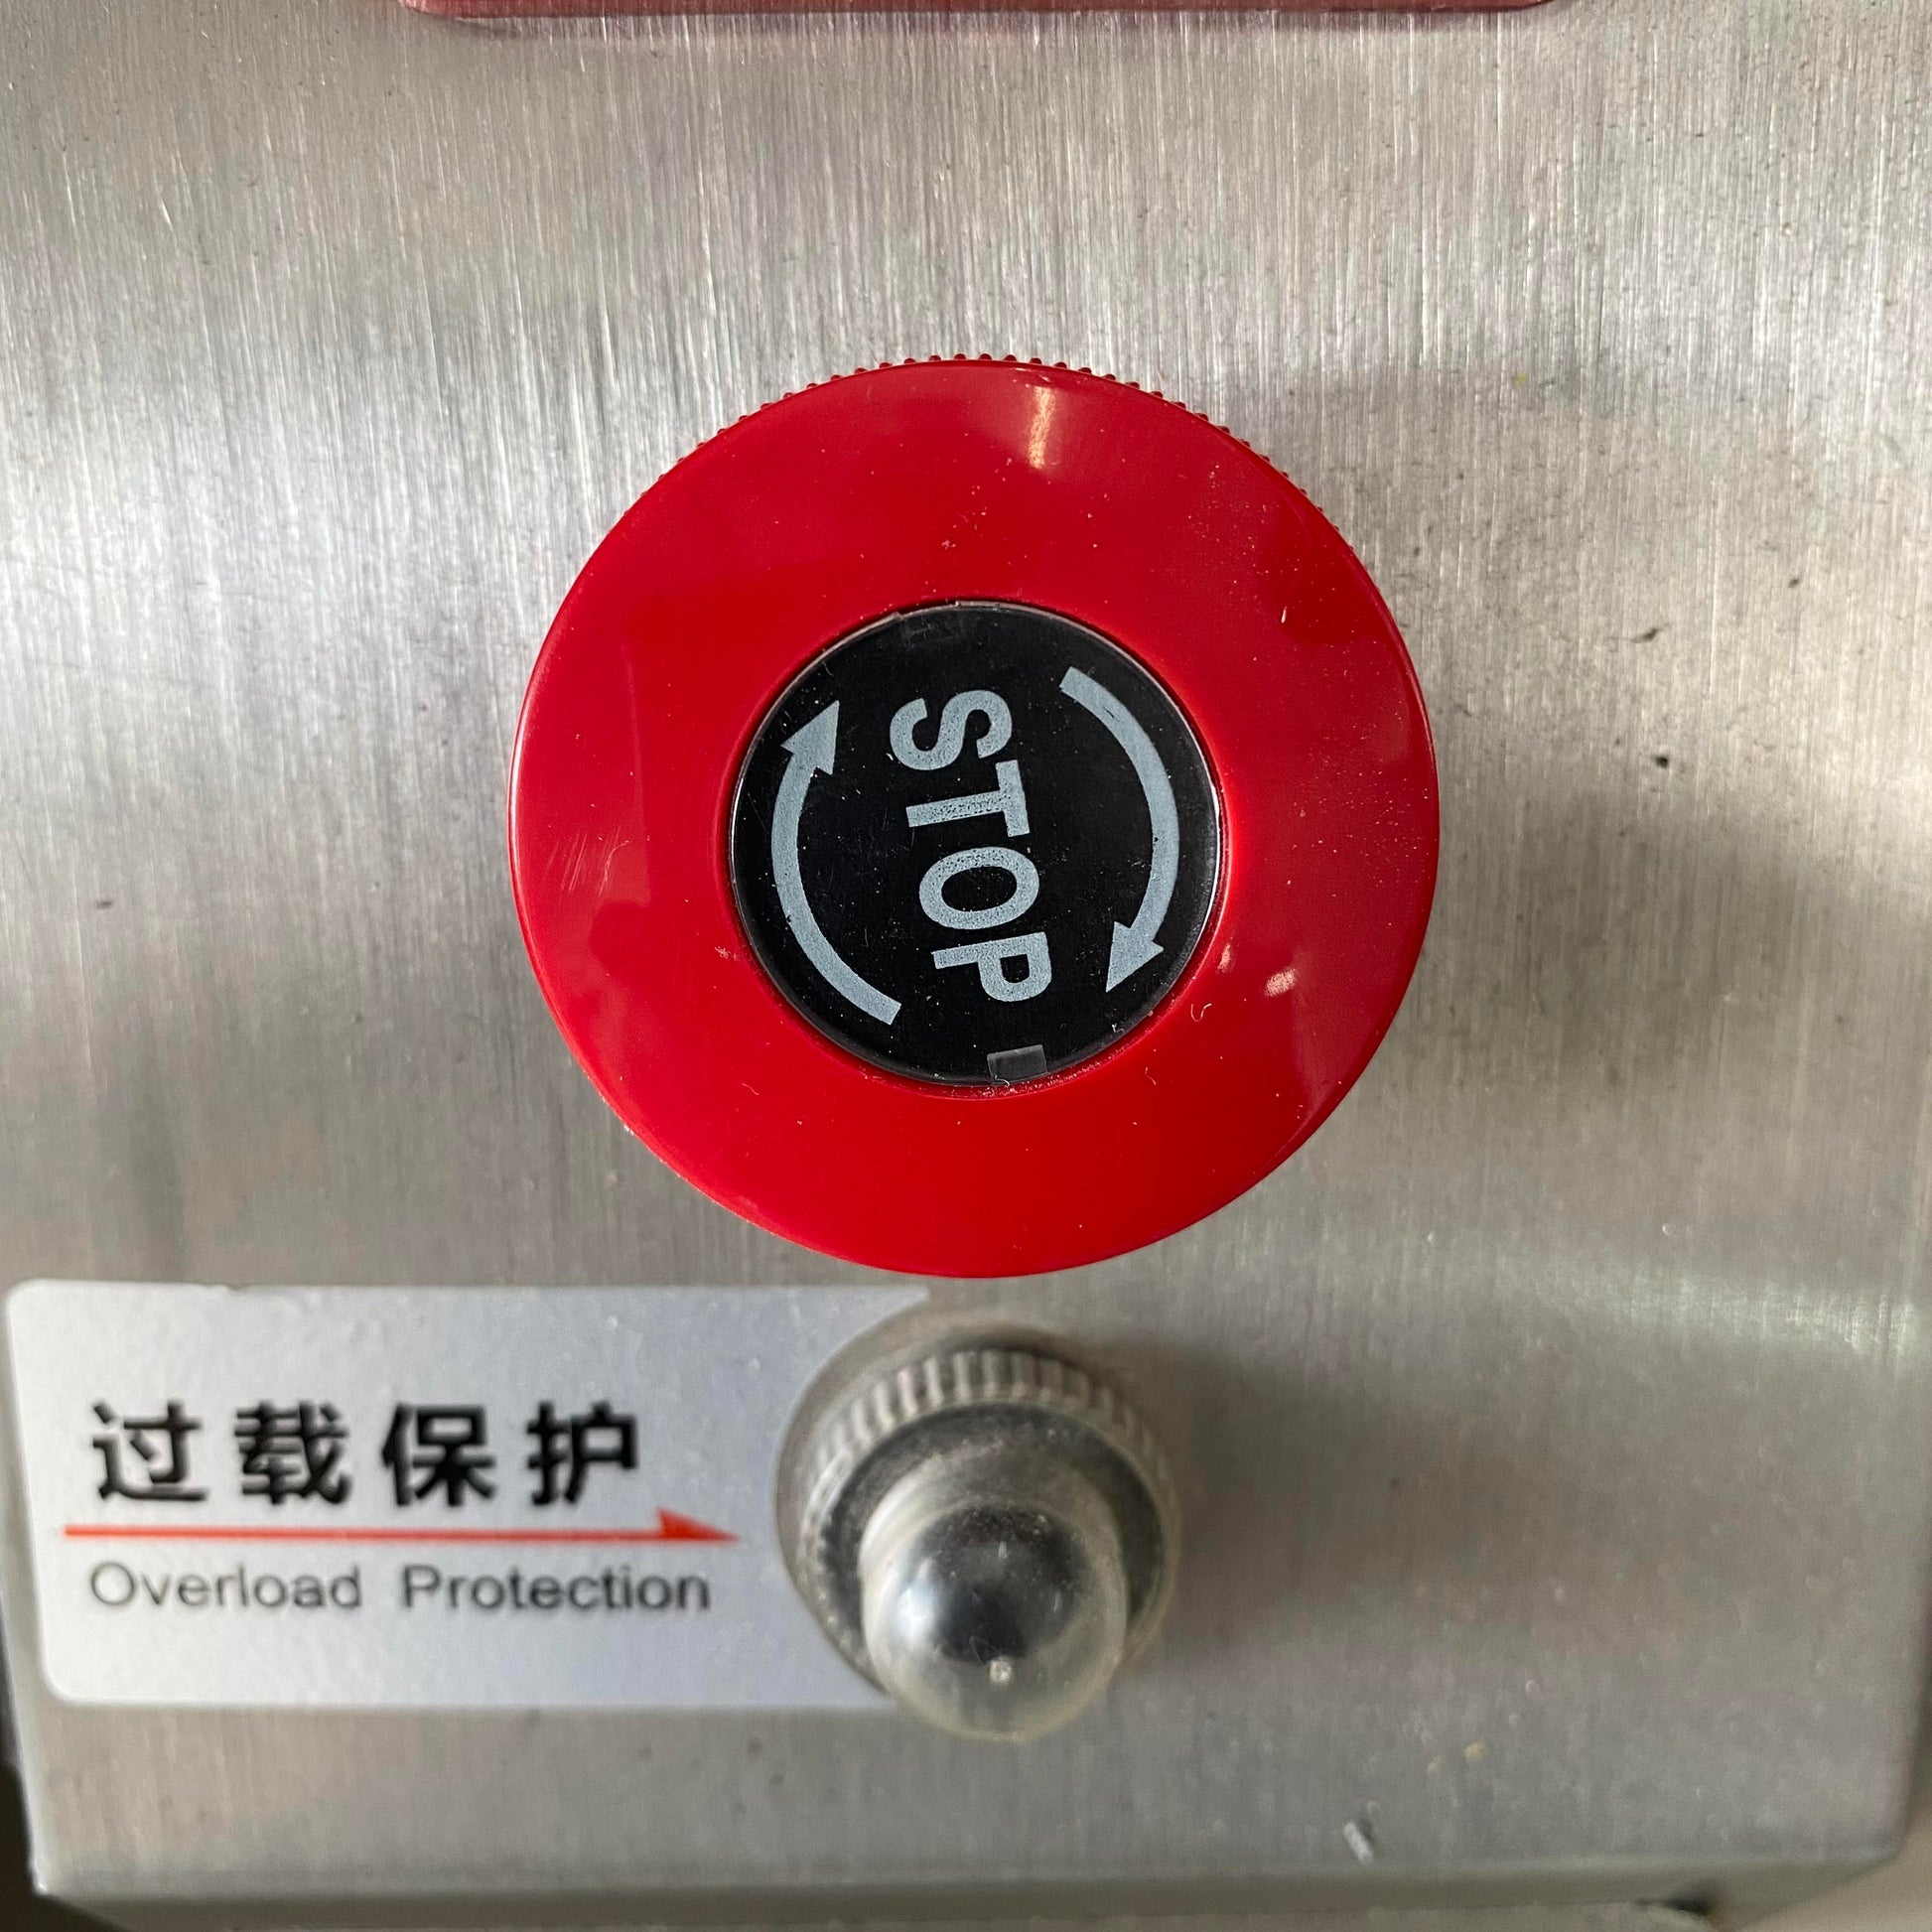 STOP
过载保护
Overload Protection